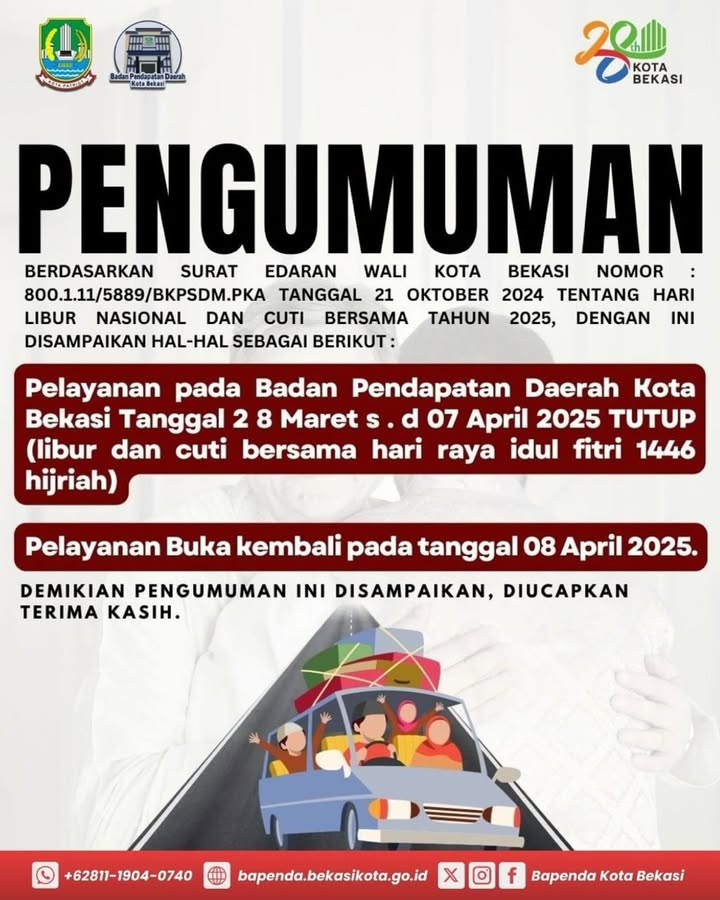 Badan Pendapatan Daerah
Kota Bekasi
28th
KOTA
BEKASI
PENGUMUMAN
BERDASARKAN SURAT EDARAN WALI KOTA BEKASI NOMOR :
800.1.11/5889/BKPSDM.PKA TANGGAL 21 OKTOBER 2024 TENTANG HARI
LIBUR NASIONAL DAN CUTI BERSAMA TAHUN 2025, DENGAN INI
DISAMPAIKAN HAL-HAL SEBAGAI BERIKUT :
Pelayanan pada Badan Pendapatan Daerah Kota
Bekasi Tanggal 2 8 Maret s . d 07 April 2025 TUTUP
(libur dan cuti bersama hari raya idul fitri 1446
hijriah)
Pelayanan Buka kembali pada tanggal 08 April 2025.
DEMIKIAN PENGUMUMAN INI DISAMPAIKAN, DIUCAPKAN
TERIMA KASIH.
+62811-1904-0740 bapenda.bekasikota.go.id Bapenda Kota Bekasi